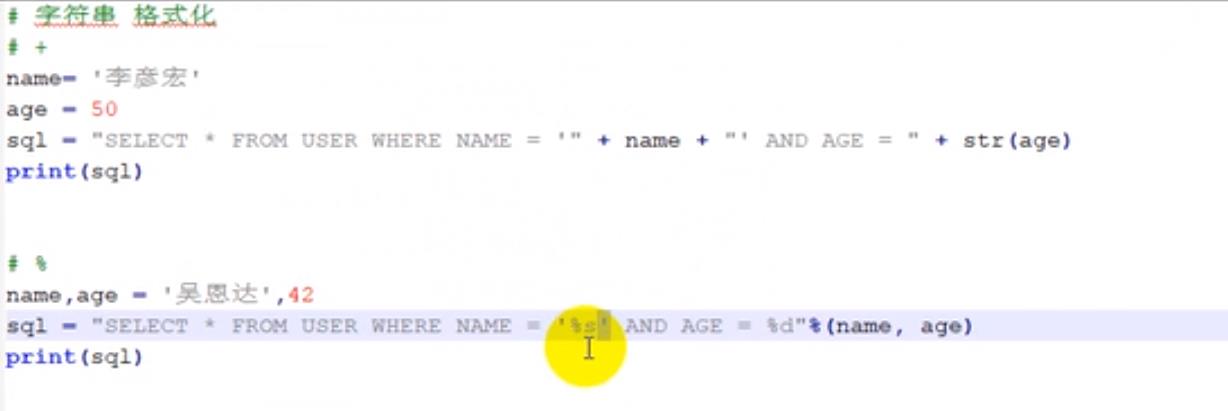 # 字符串 格式化
# +
name= '李彦宏'
age = 50
sql = "SELECT * FROM USER WHERE NAME = '" + name + "' AND AGE = " + str(age)
print(sql)
# %
name,age = '吴恩达',42
sql = "SELECT * FROM USER WHERE NAME = '%s' AND AGE = %d"%(name, age)
print(sql)